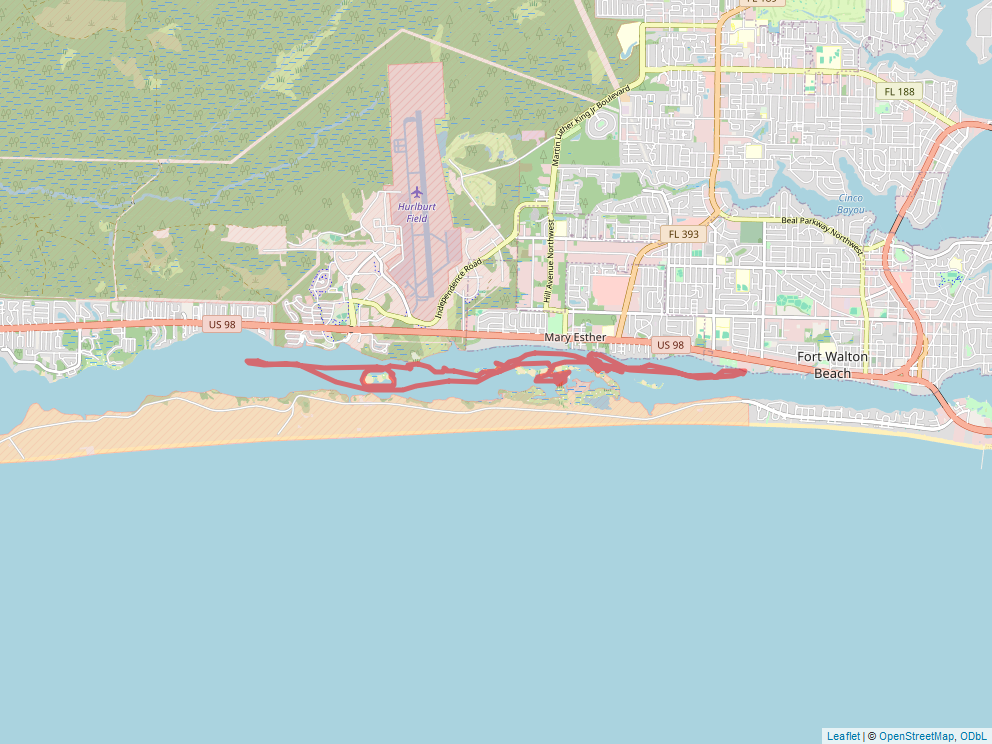 FL 189
FL 188
Martin Luther King Jr Boulevard
Hurlburt
Field
Cinco
Bayou
Beal Parkway Northwest
FL 393
Independence Road
Hill Avenue Northwest
US 98
Mary Esther
US 98
Fort Walton
Beach
Leaflet | © OpenStreetMap, ODbL